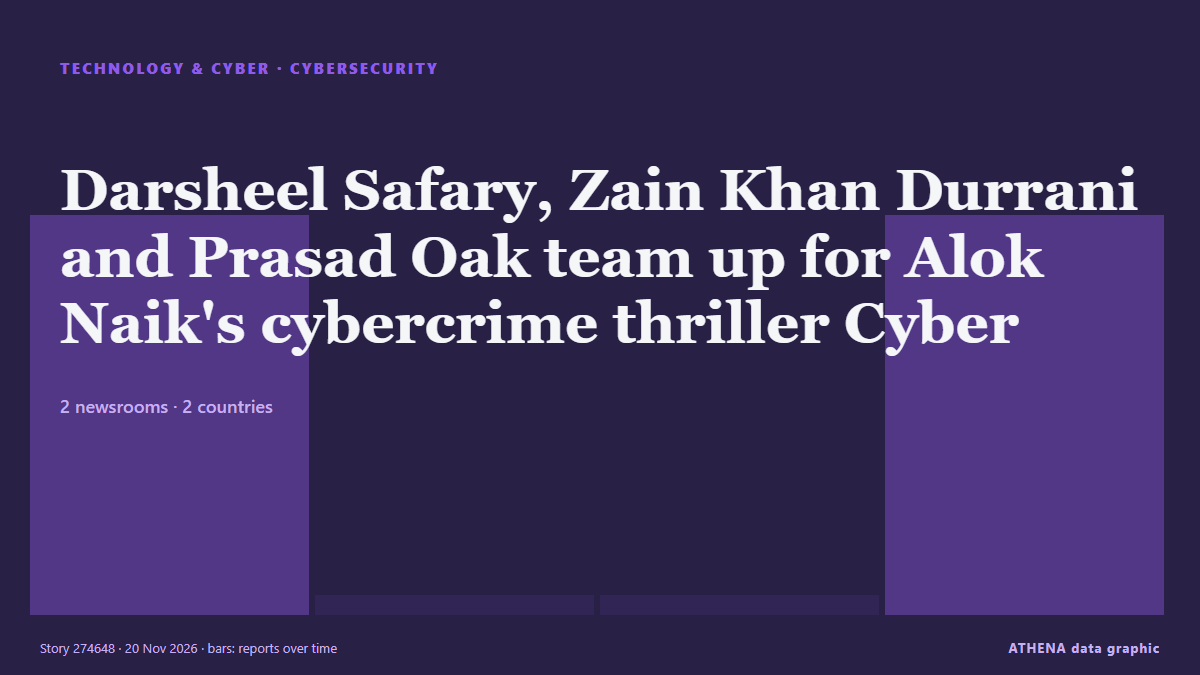 TECHNOLOGY & CYBER · CYBERSECURITY
Darsheel Safary, Zain Khan Durrani
and Prasad Oak team up for Alok
Naik's cybercrime thriller Cyber
2 newsrooms · 2 countries
Story 274648 · 20 Nov 2026 · bars: reports over time
ATHENA data graphic